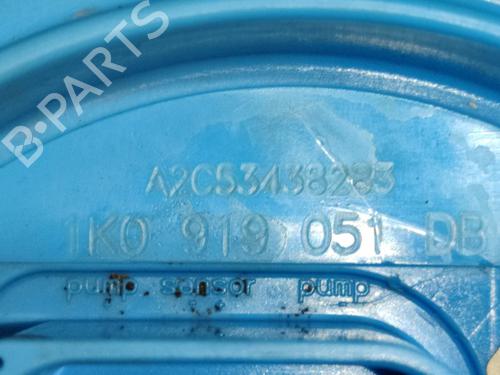 B-PARTS
A2C53438283
1K0 919 051 DB
pump sensor pump